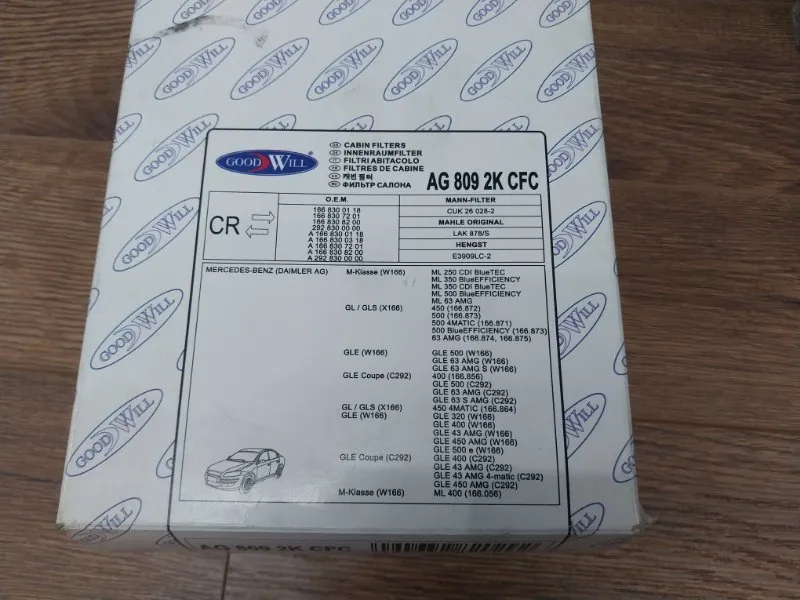 GOOD WILL
CABIN FILTERS
INNENRAUMFILTER
FILTRI ABITACOLO
FILTRES DE CABINE
캐빈 필터
ФИЛЬТР САЛОНА
AG 809 2K CFC
CR
O.E.M.
166 830 01 18
166 830 72 01
166 830 82 00
292 830 00 00
A 166 830 01 18
A 166 830 03 18
A 166 830 72 01
A 166 830 82 00
A 292 830 00 00
MANN-FILTER
CUK 26 028-2
MAHLE ORIGINAL
LAK 878/S
HENGST
E3909LC-2
MERCEDES-BENZ (DAIMLER AG)
M-Klasse (W166)
ML 250 CDI BlueTEC
ML 350 BlueEFFICIENCY
ML 350 CDI BlueTEC
ML 500 BlueEFFICIENCY
ML 63 AMG
GL / GLS (X166)
450 (166.872)
500 (166.873)
500 4MATIC (166.871)
500 BlueEFFICIENCY (166.873)
63 AMG (166.874, 166.875)
GLE (W166)
GLE 500 (W166)
GLE 63 AMG (W166)
GLE 63 AMG S (W166)
GLE Coupe (C292)
400 (166.856)
GLE 500 (C292)
GLE 63 AMG (C292)
GLE 63 S AMG (C292)
GL / GLS (X166)
450 4MATIC (166.864)
GLE (W166)
GLE 320 (W166)
GLE 400 (W166)
GLE 43 AMG (W166)
GLE 450 AMG (W166)
GLE 500 e (W166)
GLE Coupe (C292)
GLE 400 (C292)
GLE 43 AMG (C292)
GLE 43 AMG 4-matic (C292)
GLE 450 AMG (C292)
M-Klasse (W166)
ML 400 (166.056)
AG 809 2K CFC